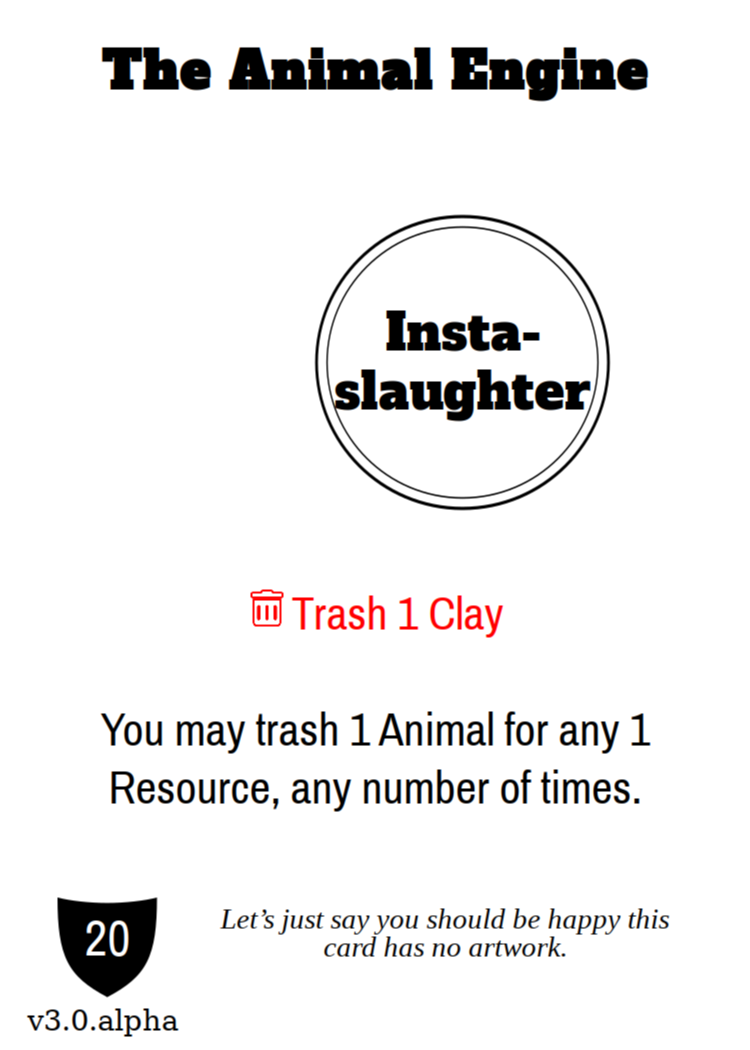 The Animal Engine
Insta-
slaughter
Trash 1 Clay
You may trash 1 Animal for any 1
Resource, any number of times.
20
Let’s just say you should be happy this
card has no artwork.
v3.0.alpha